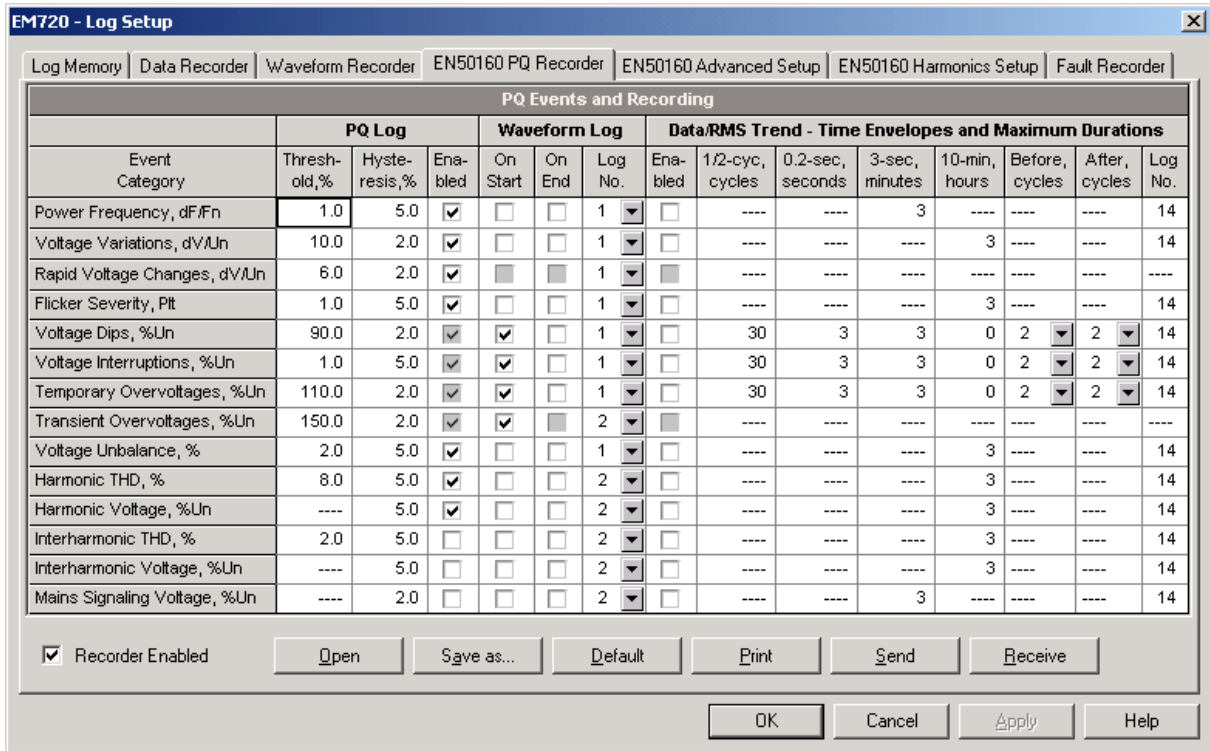 EM720 - Log Setup
Log Memory Data Recorder Waveform Recorder EN50160 PQ Recorder EN50160 Advanced Setup EN50160 Harmonics Setup Fault Recorder
PQ Events and Recording
PQ Log Waveform Log Data/RMS Trend - Time Envelopes and Maximum Durations
Event Thresh- Hyste- Ena- On On Log Ena- 1/2-cyc, 0.2-sec, 3-sec, 10-min, Before, After, Log
Category old,% resis,% bled Start End No. bled cycles seconds minutes hours cycles cycles No.
Power Frequency, dF/Fn 1.0 5.0 1 ---- ---- 3 ---- ---- ---- 14
Voltage Variations, dV/Un 10.0 2.0 1 ---- ---- ---- 3 ---- ---- 14
Rapid Voltage Changes, dV/Un 6.0 2.0 1 ---- ---- ---- ---- ---- ---- ----
Flicker Severity, Plt 1.0 5.0 1 ---- ---- ---- 3 ---- ---- 14
Voltage Dips, %Un 90.0 2.0 1 30 3 3 0 2 2 14
Voltage Interruptions, %Un 1.0 5.0 1 30 3 3 0 2 2 14
Temporary Overvoltages, %Un 110.0 2.0 1 30 3 3 0 2 2 14
Transient Overvoltages, %Un 150.0 2.0 2 ---- ---- ---- ---- ---- ---- ----
Voltage Unbalance, % 2.0 5.0 1 ---- ---- ---- 3 ---- ---- 14
Harmonic THD, % 8.0 5.0 2 ---- ---- ---- 3 ---- ---- 14
Harmonic Voltage, %Un ---- 5.0 2 ---- ---- ---- 3 ---- ---- 14
Interharmonic THD, % 2.0 5.0 2 ---- ---- ---- 3 ---- ---- 14
Interharmonic Voltage, %Un ---- 5.0 2 ---- ---- ---- 3 ---- ---- 14
Mains Signaling Voltage, %Un ---- 2.0 2 ---- ---- 3 ---- ---- ---- 14
Recorder Enabled Open Save as... Default Print Send Receive
OK Cancel Apply Help